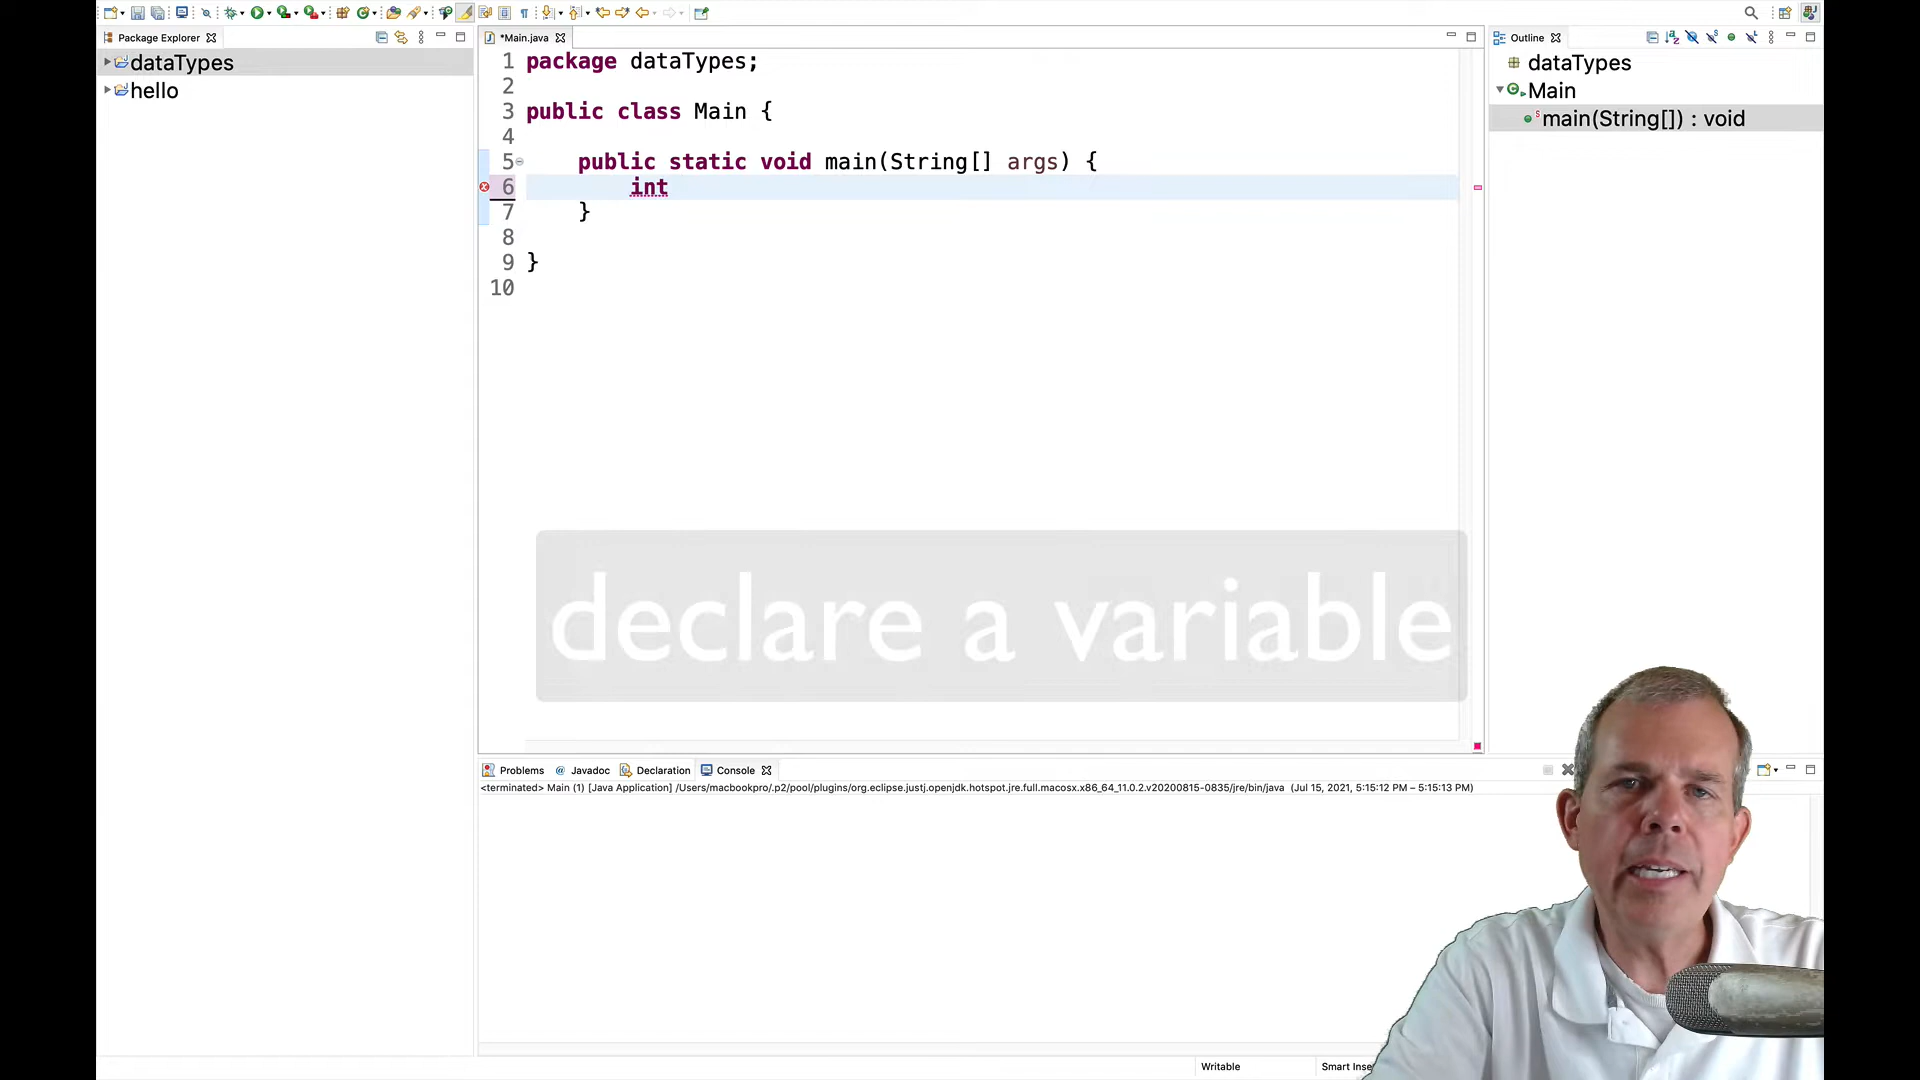 Package Explorer
dataTypes
hello
*Main.java
1 package dataTypes;
2
3 public class Main {
4
5 public static void main(String[] args) {
6 int
7 }
8
9 }
10
declare a variable
Outline
dataTypes
Main
main(String[]) : void
Problems
Javadoc
Declaration
Console
<terminated> Main (1) [Java Application] /Users/macbookpro/.p2/pool/plugins/org.eclipse.justj.openjdk.hotspot.jre.full.macosx.x86_64_11.0.2.v20200815-0835/jre/bin/java (Jul 15, 2021, 5:15:12 PM – 5:15:13 PM)
Writable
Smart Inse